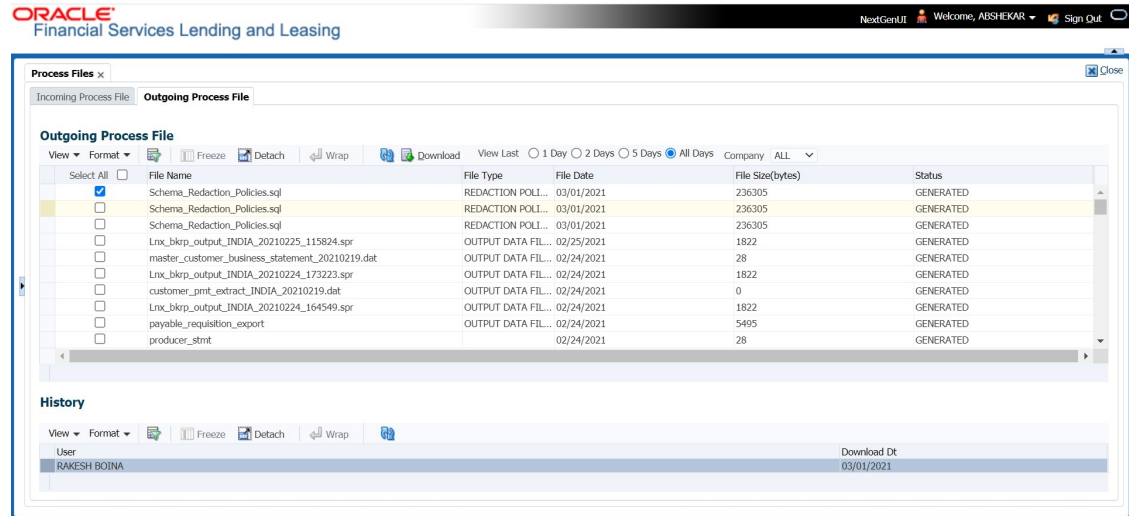 ORACLE
Financial Services Lending and Leasing
NextGenUI Welcome, ABSHEKAR Sign Out
Process Files x
Close
Incoming Process File Outgoing Process File
Outgoing Process File
View Format Freeze Detach Wrap Download View Last 1 Day 2 Days 5 Days All Days Company ALL
Select All File Name File Type File Date File Size(bytes) Status
Schema_Redaction_Policies.sql REDACTION POLI... 03/01/2021 236305 GENERATED
Schema_Redaction_Policies.sql REDACTION POLI... 03/01/2021 236305 GENERATED
Schema_Redaction_Policies.sql REDACTION POLI... 03/01/2021 236305 GENERATED
Lnx_bkrp_output_INDIA_20210225_115824.spr OUTPUT DATA FIL... 02/25/2021 1822 GENERATED
master_customer_business_statement_20210219.dat OUTPUT DATA FIL... 02/24/2021 28 GENERATED
Lnx_bkrp_output_INDIA_20210224_173223.spr OUTPUT DATA FIL... 02/24/2021 1822 GENERATED
customer_pmt_extract_INDIA_20210219.dat OUTPUT DATA FIL... 02/24/2021 0 GENERATED
Lnx_bkrp_output_INDIA_20210224_164549.spr OUTPUT DATA FIL... 02/24/2021 1822 GENERATED
payable_requisition_export OUTPUT DATA FIL... 02/24/2021 5495 GENERATED
producer_stmt 02/24/2021 28 GENERATED
History
View Format Freeze Detach Wrap
User Download Dt
RAKESH BOINA 03/01/2021